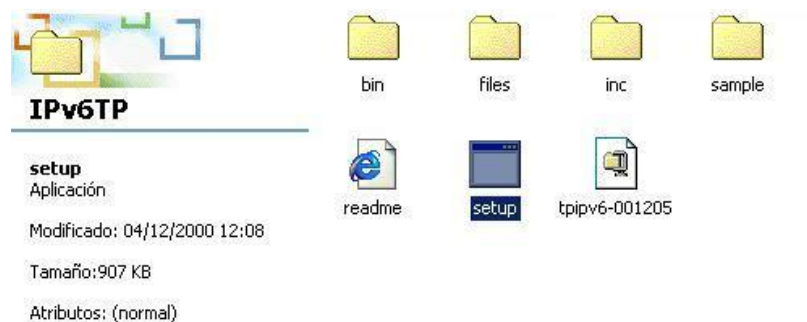 IPv6TP
setup
Aplicación
Modificado: 04/12/2000 12:08
Tamaño:907 KB
Atributos: (normal)
bin files inc sample
readme setup tpipv6-001205